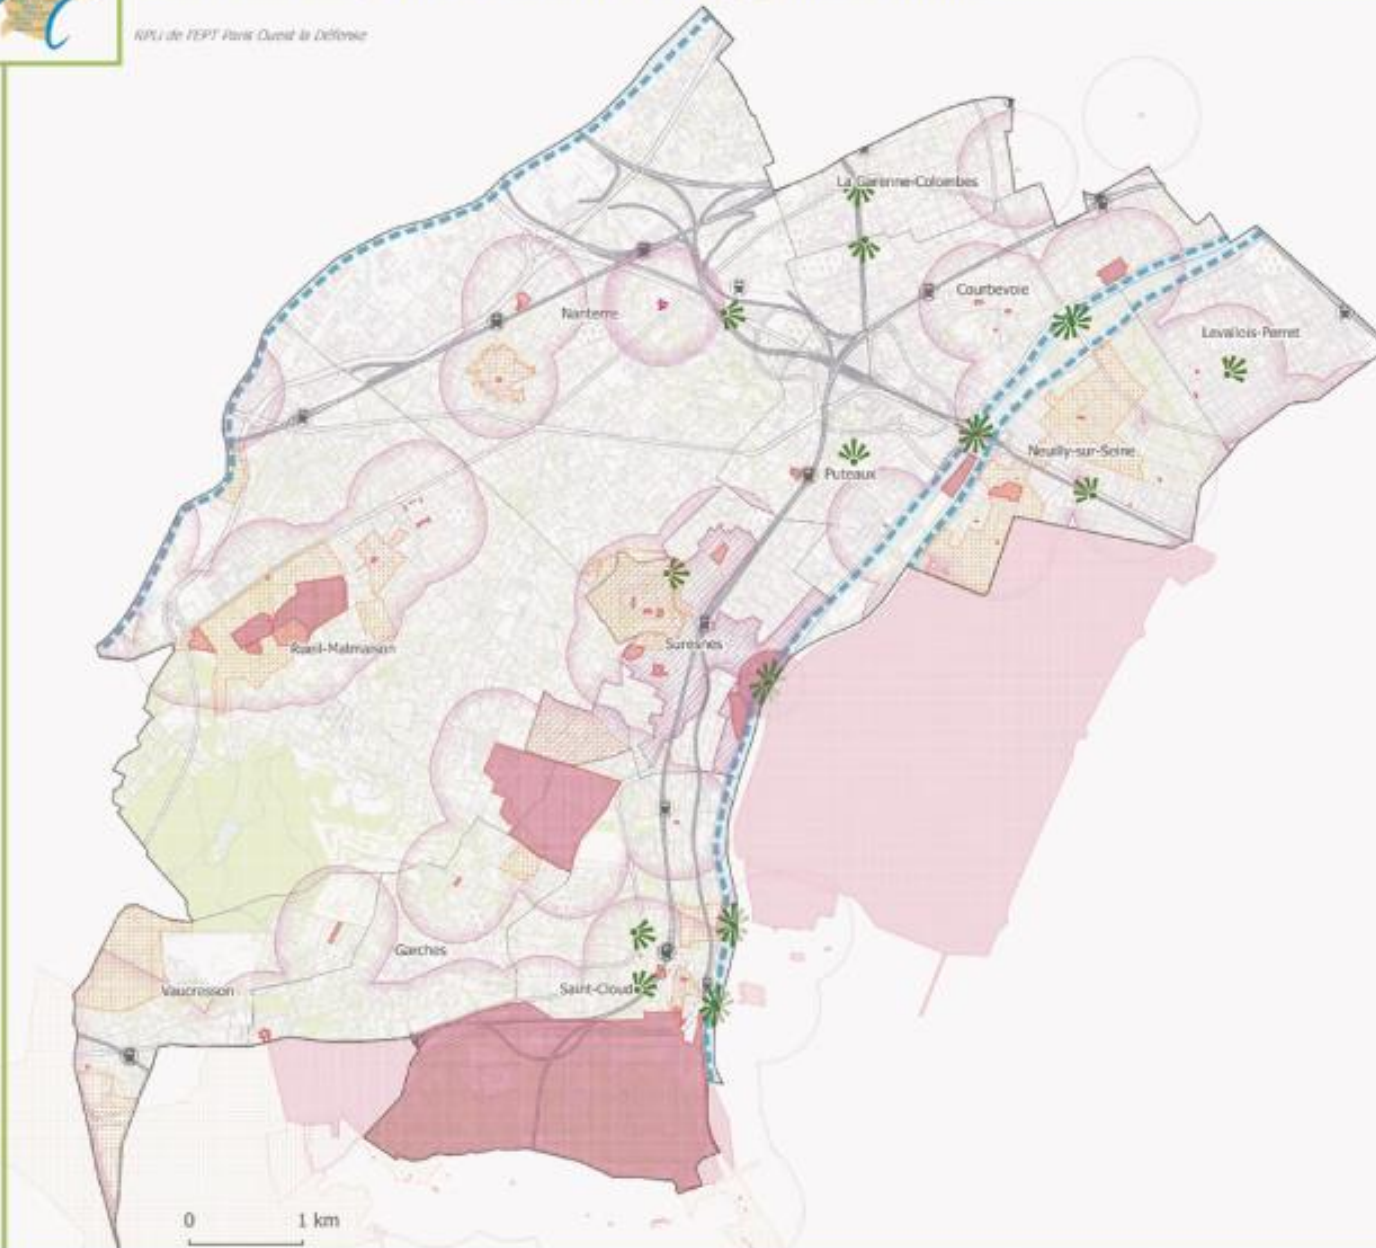 RPLi de l'EPT Paris Ouest la Défense
La Garenne-Colombes
Courbevoie
Nanterre
Levallois-Perret
Neuilly-sur-Seine
Puteaux
Suresnes
Rueil-Malmaison
Garches
Saint-Cloud
Vaucresson
0 1 km